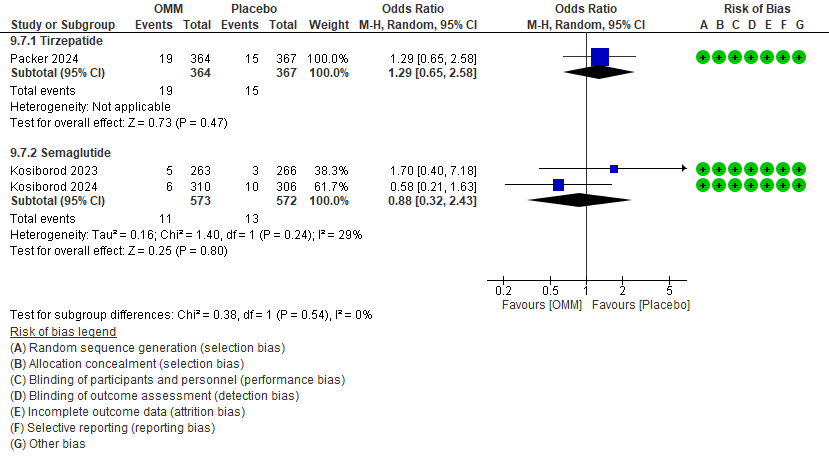 OMM Placebo Odds Ratio Odds Ratio Risk of Bias
Study or Subgroup Events Total Events Total Weight M-H, Random, 95% CI M-H, Random, 95% CI A B C D E F G
9.7.1 Tirzepatide
Packer 2024 19 364 15 367 100.0% 1.29 [0.65, 2.58]
Subtotal (95% CI) 364 367 100.0% 1.29 [0.65, 2.58]
Total events 19 15
Heterogeneity: Not applicable
Test for overall effect: Z = 0.73 (P = 0.47)
9.7.2 Semaglutide
Kosiborod 2023 5 263 3 266 38.3% 1.70 [0.40, 7.18]
Kosiborod 2024 6 310 10 306 61.7% 0.58 [0.21, 1.63]
Subtotal (95% CI) 573 572 100.0% 0.88 [0.32, 2.43]
Total events 11 13
Heterogeneity: Tau² = 0.16; Chi² = 1.40, df = 1 (P = 0.24); I² = 29%
Test for overall effect: Z = 0.25 (P = 0.80)
0.2 0.5 1 2 5
Favours [OMM] Favours [Placebo]
Test for subgroup differences: Chi² = 0.38, df = 1 (P = 0.54), I² = 0%
Risk of bias legend
(A) Random sequence generation (selection bias)
(B) Allocation concealment (selection bias)
(C) Blinding of participants and personnel (performance bias)
(D) Blinding of outcome assessment (detection bias)
(E) Incomplete outcome data (attrition bias)
(F) Selective reporting (reporting bias)
(G) Other bias